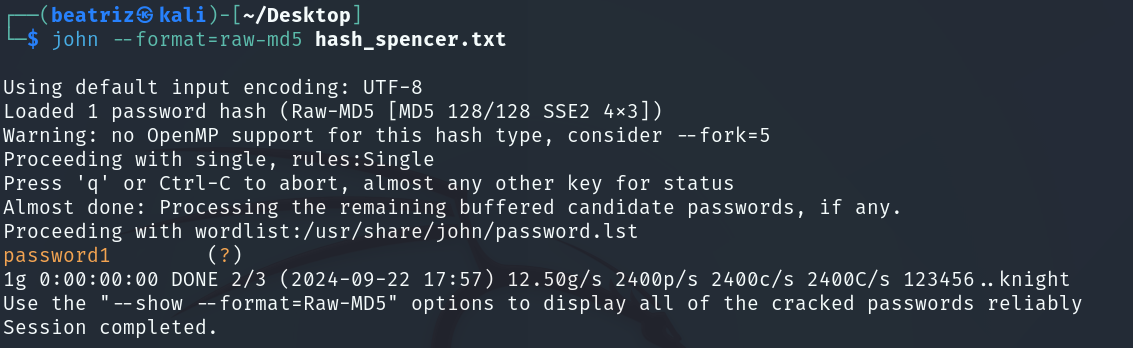 ┌──(beatriz㉿kali)-[~/Desktop]
└─$ john --format=raw-md5 hash_spencer.txt
Using default input encoding: UTF-8
Loaded 1 password hash (Raw-MD5 [MD5 128/128 SSE2 4×3])
Warning: no OpenMP support for this hash type, consider --fork=5
Proceeding with single, rules:Single
Press 'q' or Ctrl-C to abort, almost any other key for status
Almost done: Processing the remaining buffered candidate passwords, if any.
Proceeding with wordlist:/usr/share/john/password.lst
password1        (?)
1g 0:00:00:00 DONE 2/3 (2024-09-22 17:57) 12.50g/s 2400p/s 2400c/s 2400C/s 123456..knight
Use the "--show --format=Raw-MD5" options to display all of the cracked passwords reliably
Session completed.